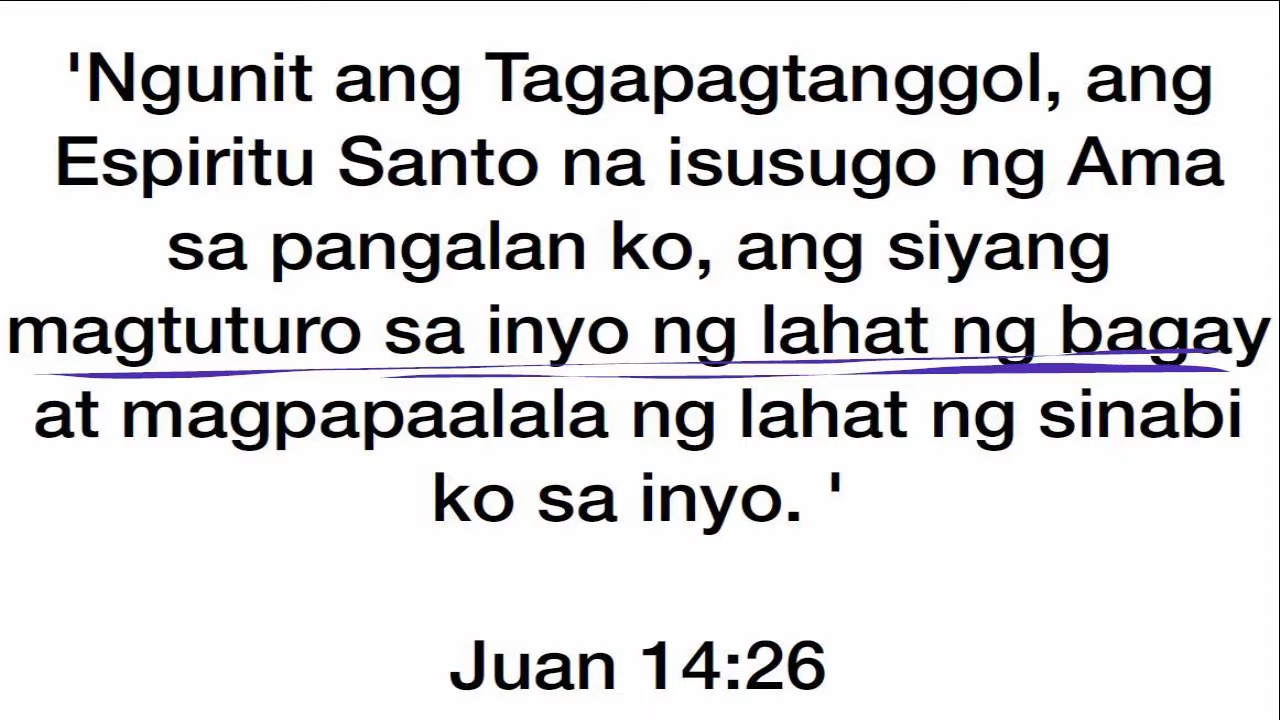 'Ngunit ang Tagapagtanggol, ang
Espiritu Santo na isusugo ng Ama
sa pangalan ko, ang siyang
magtuturo sa inyo ng lahat ng bagay
at magpapaalala ng lahat ng sinabi
ko sa inyo. '
Juan 14:26